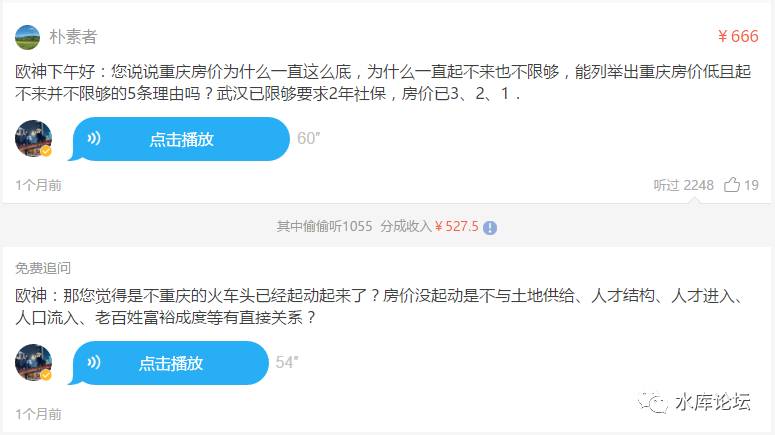 朴素者
￥666
欧神下午好：您说说重庆房价为什么一直这么底，为什么一直起不来也不限够，能列举出重庆房价低且起
不来并不限够的5条理由吗？武汉已限够要求2年社保，房价已3、2、1．
点击播放 60"
1个月前
听过 2248 19
其中偷偷听1055 分成收入￥527.5
免费追问
欧神：那您觉得是不重庆的火车头已经起动起来了？房价没起动是不与土地供给、人才结构、人才进入、
人口流入、老百姓富裕成度等有直接关系？
点击播放 54"
1个月前
水库论坛